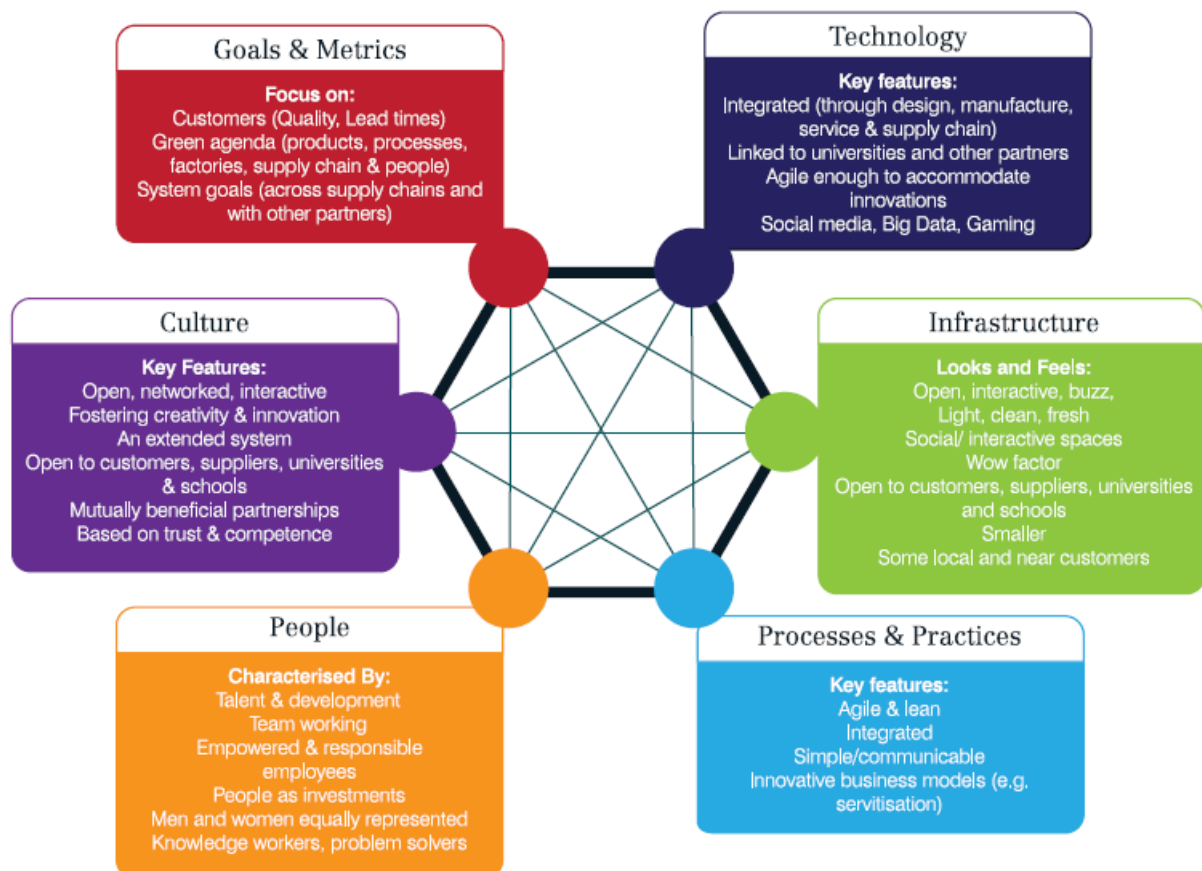 Goals & Metrics
Focus on:
Customers (Quality, Lead times)
Green agenda (products, processes,
factories, supply chain & people)
System goals (across supply chains and
with other partners)
Technology
Key features:
Integrated (through design, manufacture,
service & supply chain)
Linked to universities and other partners
Agile enough to accommodate
innovations
Social media, Big Data, Gaming
Culture
Key Features:
Open, networked, interactive
Fostering creativity & innovation
An extended system
Open to customers, suppliers, universities
& schools
Mutually beneficial partnerships
Based on trust & competence
Infrastructure
Looks and Feels:
Open, interactive, buzz,
Light, clean, fresh
Social/ interactive spaces
Wow factor
Open to customers, suppliers, universities
and schools
Smaller
Some local and near customers
People
Characterised By:
Talent & development
Team working
Empowered & responsible
employees
People as investments
Men and women equally represented
Knowledge workers, problem solvers
Processes & Practices
Key features:
Agile & lean
Integrated
Simple/communicable
Innovative business models (e.g.
servitisation)